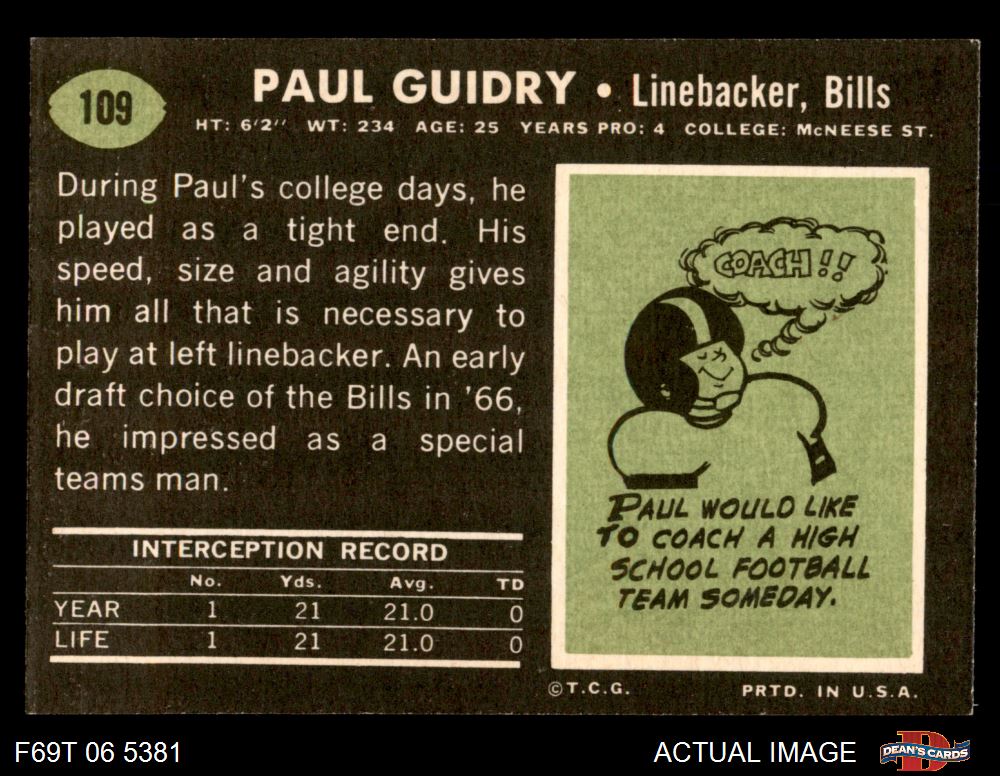 109
PAUL GUIDRY • Linebacker, Bills
HT: 6'2" WT: 234 AGE: 25 YEARS PRO: 4 COLLEGE: McNEESE ST.
During Paul's college days, he
played as a tight end. His
speed, size and agility gives
him all that is necessary to
play at left linebacker. An early
draft choice of the Bills in '66,
he impressed as a special
teams man.
INTERCEPTION RECORD
No. Yds. Avg. TD
YEAR 1 21 21.0 0
LIFE 1 21 21.0 0
COACH!!
PAUL WOULD LIKE
TO COACH A HIGH
SCHOOL FOOTBALL
TEAM SOMEDAY.
©T.C.G. PRTD. IN U.S.A.
F69T 06 5381 ACTUAL IMAGE
D
DEAN'S CARDS